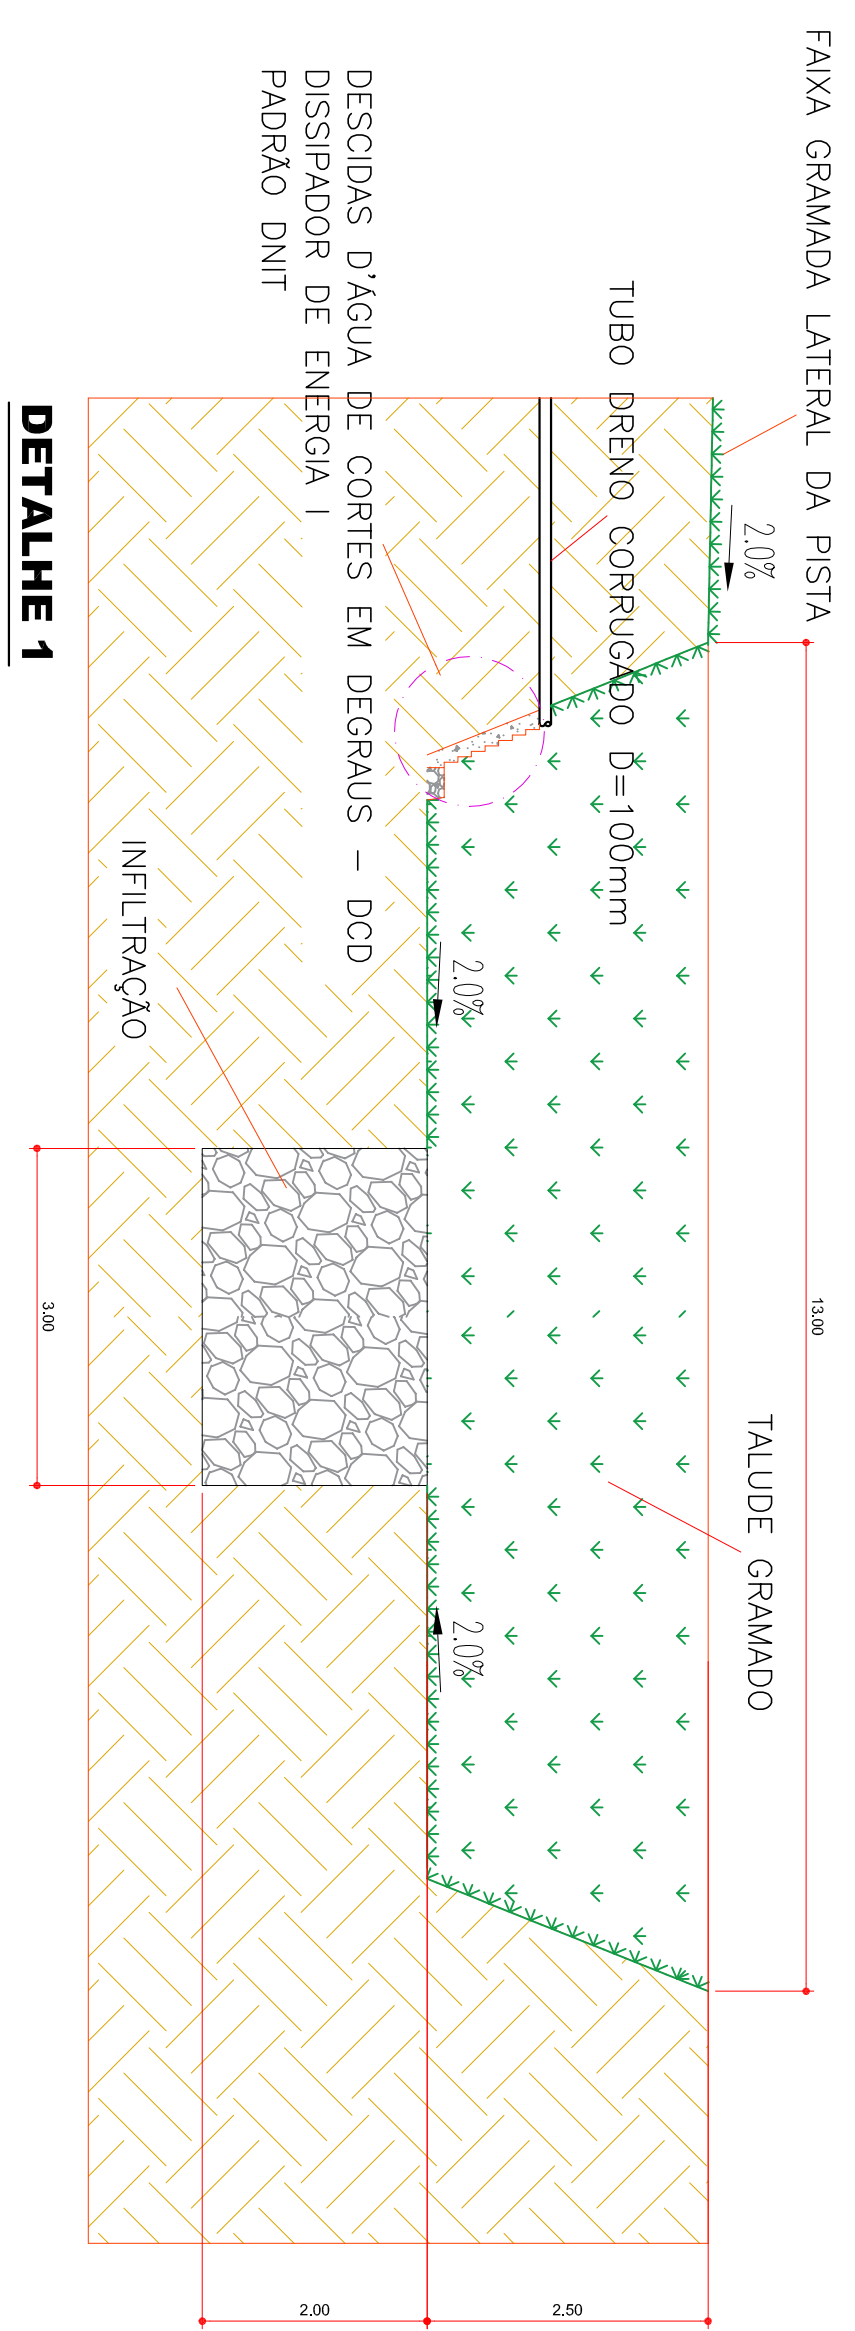 FAIXA GRAMADA LATERAL DA PISTA
2.0%
13.00
TALUDE GRAMADO
TUBO DRENO CORRUGADO D=100mm
2.0%
2.0%
DESCIDAS D'ÁGUA DE CORTES EM DEGRAUS – DCD
DISSIPADOR DE ENERGIA I
PADRÃO DNIT
INFILTRAÇÃO
2.50
2.00
3.00
DETALHE 1